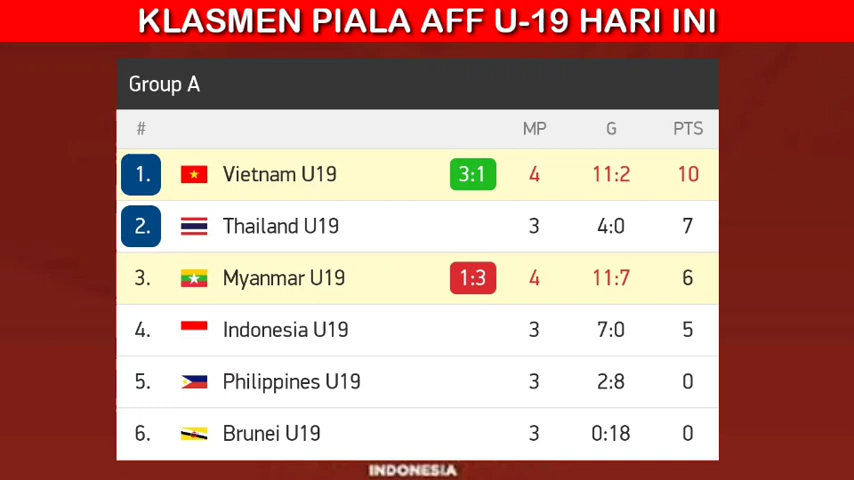 KLASMEN PIALA AFF U-19 HARI INI
Group A
# MP G PTS
1. Vietnam U19 3:1 4 11:2 10
2. Thailand U19 3 4:0 7
3. Myanmar U19 1:3 4 11:7 6
4. Indonesia U19 3 7:0 5
5. Philippines U19 3 2:8 0
6. Brunei U19 3 0:18 0
INDONESIA